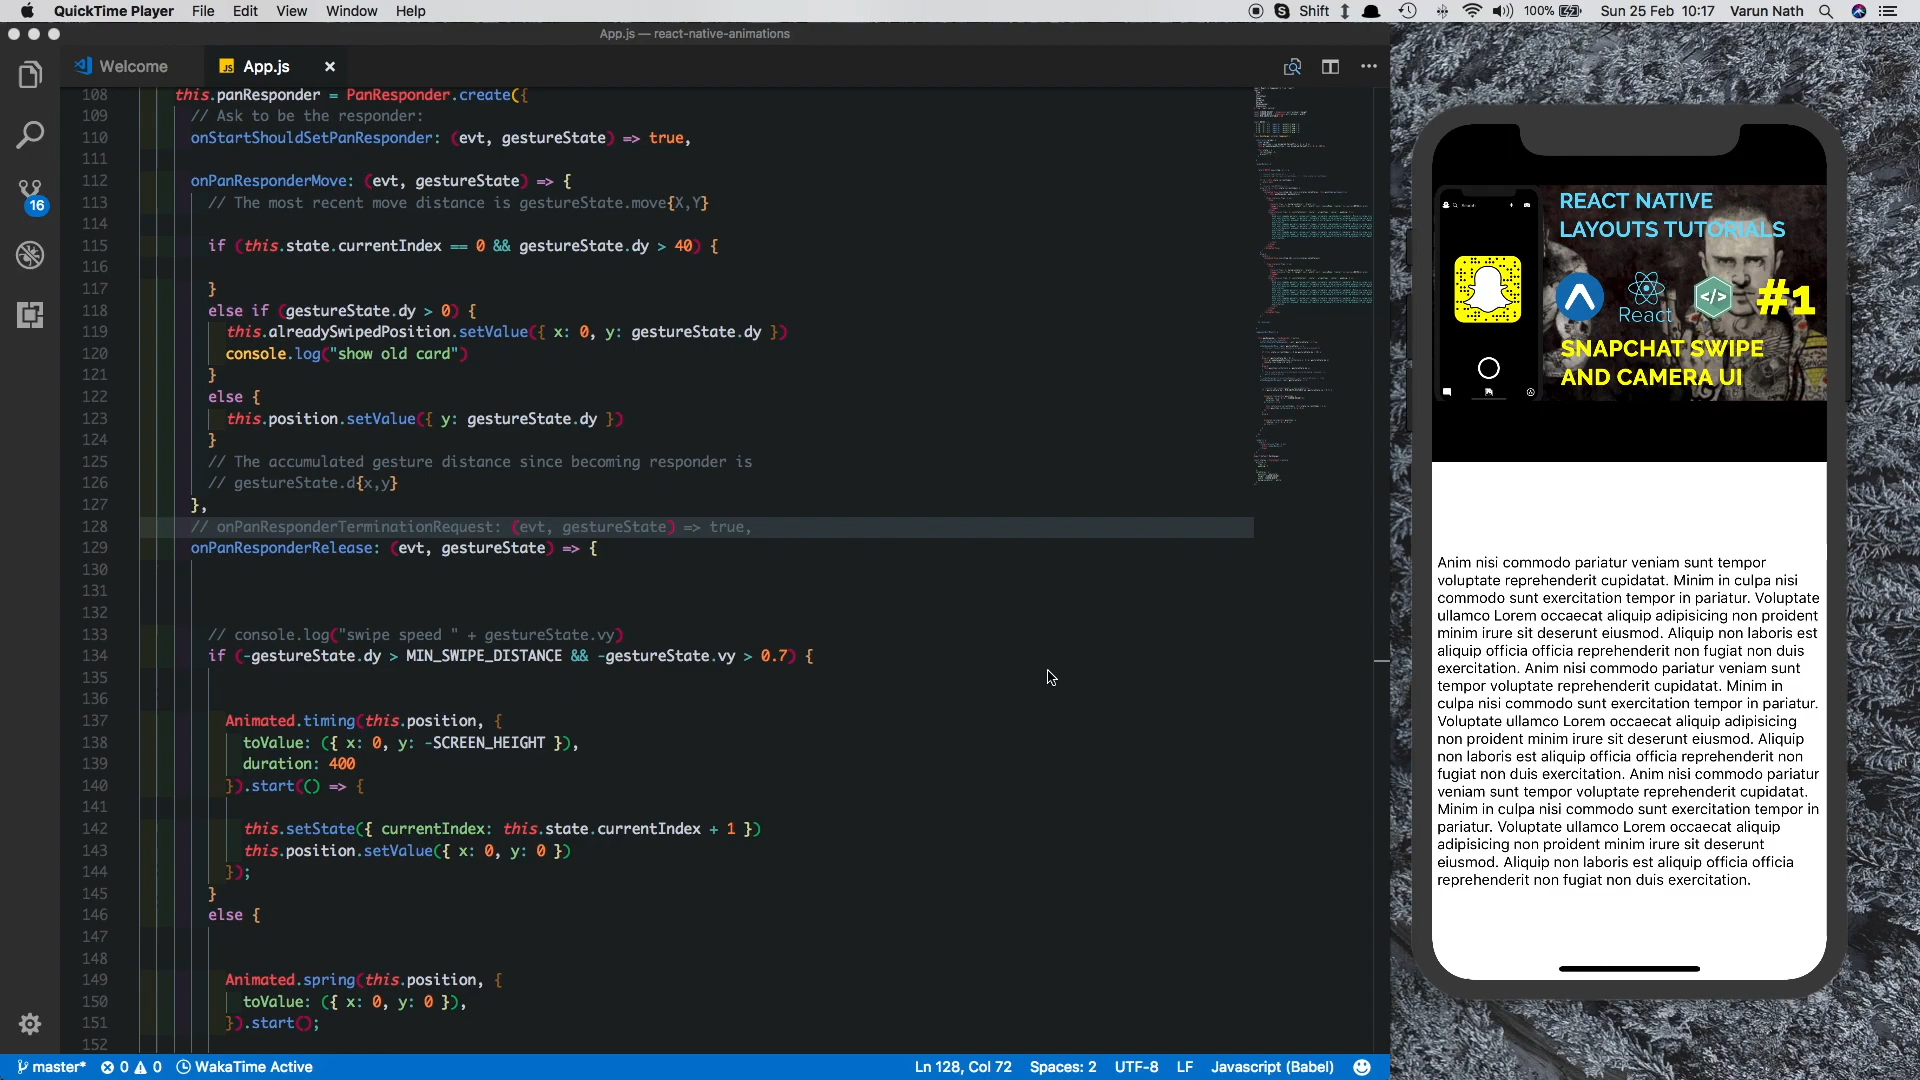 QuickTime Player File Edit View Window Help
Shift 100% Sun 25 Feb 10:17 Varun Nath
App.js — react-native-animations
Welcome App.js
16
108 this.panResponder = PanResponder.create({
109 // Ask to be the responder:
110 onStartShouldSetPanResponder: (evt, gestureState) => true,
111
112 onPanResponderMove: (evt, gestureState) => {
113 // The most recent move distance is gestureState.move{X,Y}
114
115 if (this.state.currentIndex == 0 && gestureState.dy > 40) {
116
117 }
118 else if (gestureState.dy > 0) {
119 this.alreadySwipedPosition.setValue({ x: 0, y: gestureState.dy })
120 console.log("show old card")
121 }
122 else {
123 this.position.setValue({ y: gestureState.dy })
124 }
125 // The accumulated gesture distance since becoming responder is
126 // gestureState.d{x,y}
127 },
128 // onPanResponderTerminationRequest: (evt, gestureState) => true,
129 onPanResponderRelease: (evt, gestureState) => {
130
131
132
133 // console.log("swipe speed " + gestureState.vy)
134 if (-gestureState.dy > MIN_SWIPE_DISTANCE && -gestureState.vy > 0.7) {
135
136
137 Animated.timing(this.position, {
138 toValue: ({ x: 0, y: -SCREEN_HEIGHT }),
139 duration: 400
140 }).start(() => {
141
142 this.setState({ currentIndex: this.state.currentIndex + 1 })
143 this.position.setValue({ x: 0, y: 0 })
144 });
145 }
146 else {
147
148
149 Animated.spring(this.position, {
150 toValue: ({ x: 0, y: 0 }),
151 }).start();
152
master* 0 0 WakaTime Active
Ln 128, Col 72 Spaces: 2 UTF-8 LF Javascript (Babel)
REACT NATIVE
LAYOUTS TUTORIALS
Search
React
#1
SNAPCHAT SWIPE
AND CAMERA UI
Anim nisi commodo pariatur veniam sunt tempor
voluptate reprehenderit cupidatat. Minim in culpa nisi
commodo sunt exercitation tempor in pariatur. Voluptate
ullamco Lorem occaecat aliquip adipisicing non proident
minim irure sit deserunt eiusmod. Aliquip non laboris est
aliquip officia officia reprehenderit non fugiat non duis
exercitation. Anim nisi commodo pariatur veniam sunt
tempor voluptate reprehenderit cupidatat. Minim in
culpa nisi commodo sunt exercitation tempor in pariatur.
Voluptate ullamco Lorem occaecat aliquip adipisicing
non proident minim irure sit deserunt eiusmod. Aliquip
non laboris est aliquip officia officia reprehenderit non
fugiat non duis exercitation. Anim nisi commodo pariatur
veniam sunt tempor voluptate reprehenderit cupidatat.
Minim in culpa nisi commodo sunt exercitation tempor in
pariatur. Voluptate ullamco Lorem occaecat aliquip
adipisicing non proident minim irure sit deserunt
eiusmod. Aliquip non laboris est aliquip officia officia
reprehenderit non fugiat non duis exercitation.